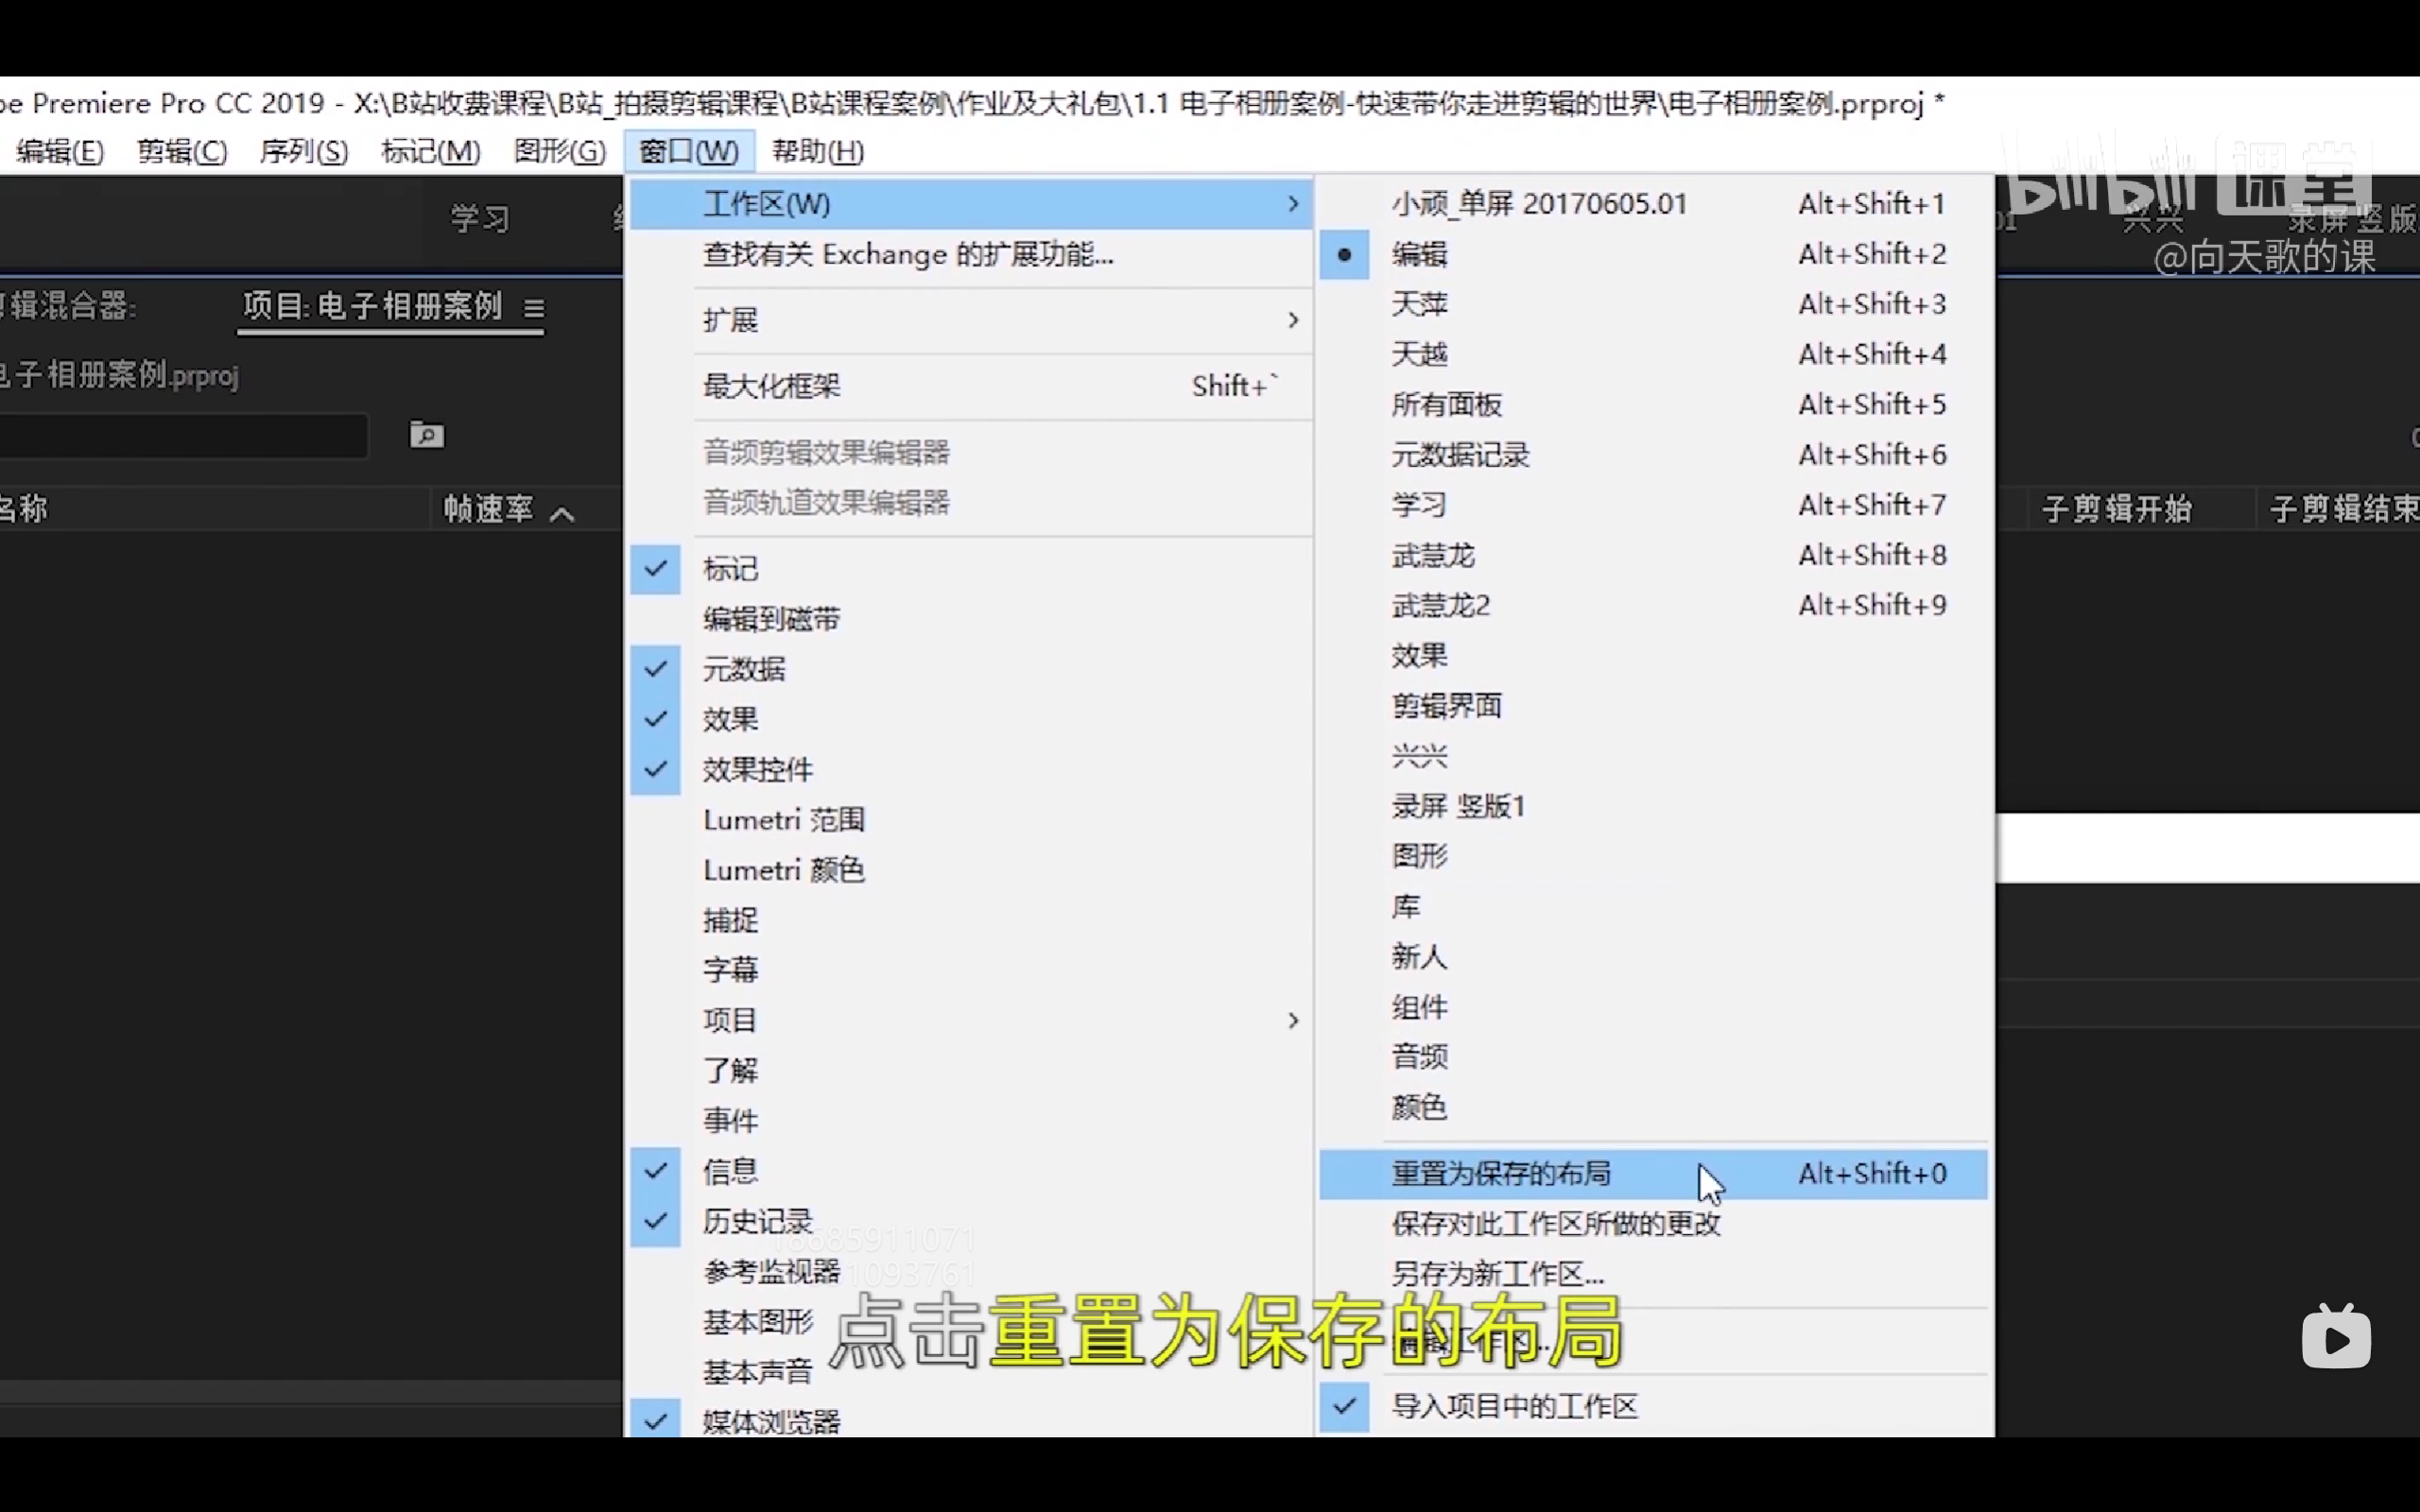 be Premiere Pro CC 2019 - X:\B站收费课程\B站_拍摄剪辑课程\B站课程案例\作业及大礼包\1.1 电子相册案例-快速带你走进剪辑的世界\电子相册案例.prproj *
编辑(E) 剪辑(C) 序列(S) 标记(M) 图形(G) 窗口(W) 帮助(H)
bilibili 课堂
@向天歌的课
学习
兴兴
录屏 竖版
辑混合器:
项目: 电子相册案例
电子相册案例.prproj
名称
帧速率
子剪辑开始
子剪辑结束
工作区(W)
查找有关 Exchange 的扩展功能...
扩展
最大化框架 Shift+`
音频剪辑效果编辑器
音频轨道效果编辑器
标记
编辑到磁带
元数据
效果
效果控件
Lumetri 范围
Lumetri 颜色
捕捉
字幕
项目
了解
事件
信息
历史记录
参考监视器
基本图形
基本声音
媒体浏览器
小顽_单屏 20170605.01 Alt+Shift+1
编辑 Alt+Shift+2
天萍 Alt+Shift+3
天越 Alt+Shift+4
所有面板 Alt+Shift+5
元数据记录 Alt+Shift+6
学习 Alt+Shift+7
武慧龙 Alt+Shift+8
武慧龙2 Alt+Shift+9
效果
剪辑界面
兴兴
录屏 竖版1
图形
库
新人
组件
音频
颜色
重置为保存的布局 Alt+Shift+0
保存对此工作区所做的更改
另存为新工作区...
编辑工作区...
导入项目中的工作区
点击重置为保存的布局